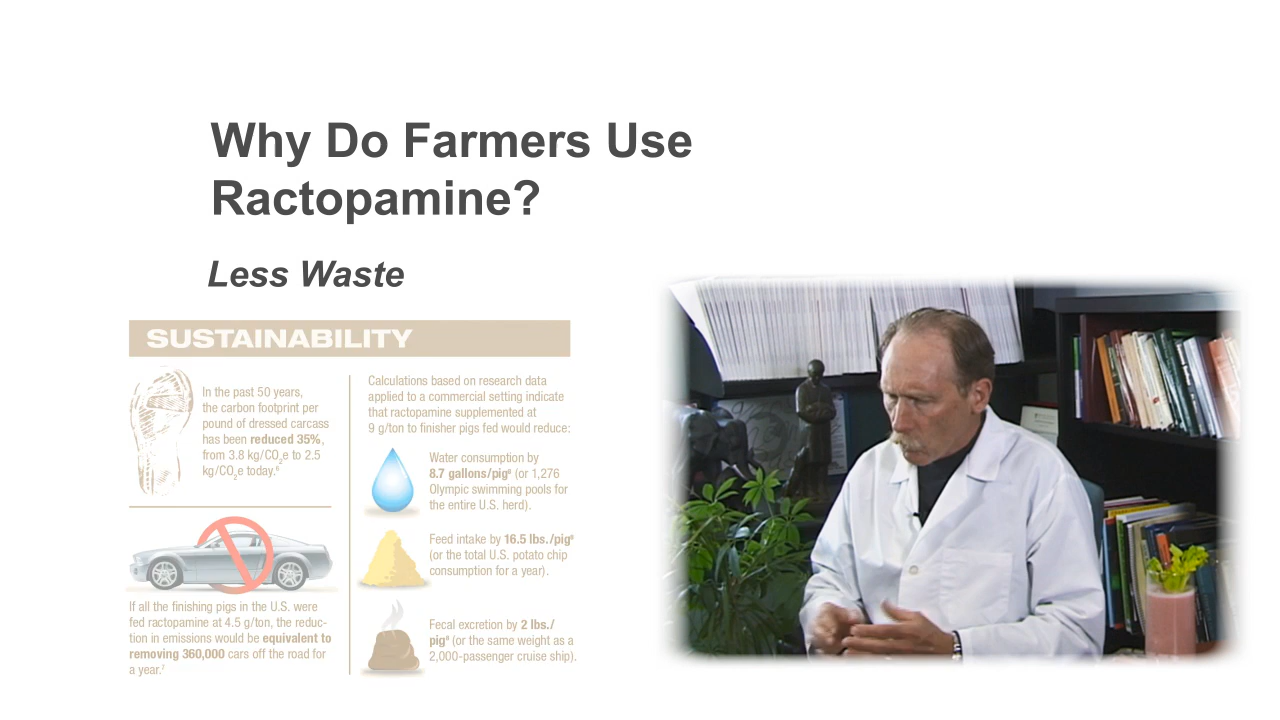 Why Do Farmers Use
Ractopamine?
Less Waste
SUSTAINABILITY
In the past 50 years,
the carbon footprint per
pound of dressed carcass
has been reduced 35%,
from 3.8 kg/CO2e to 2.5
kg/CO2e today.6
If all the finishing pigs in the U.S. were
fed ractopamine at 4.5 g/ton, the reduc-
tion in emissions would be equivalent to
removing 360,000 cars off the road for
a year.7
Calculations based on research data
applied to a commercial setting indicate
that ractopamine supplemented at
9 g/ton to finisher pigs fed would reduce:
Water consumption by
8.7 gallons/pig8 (or 1,276
Olympic swimming pools for
the entire U.S. herd).
Feed intake by 16.5 lbs./pig8
(or the total U.S. potato chip
consumption for a year).
Fecal excretion by 2 lbs./
pig8 (or the same weight as a
2,000-passenger cruise ship).